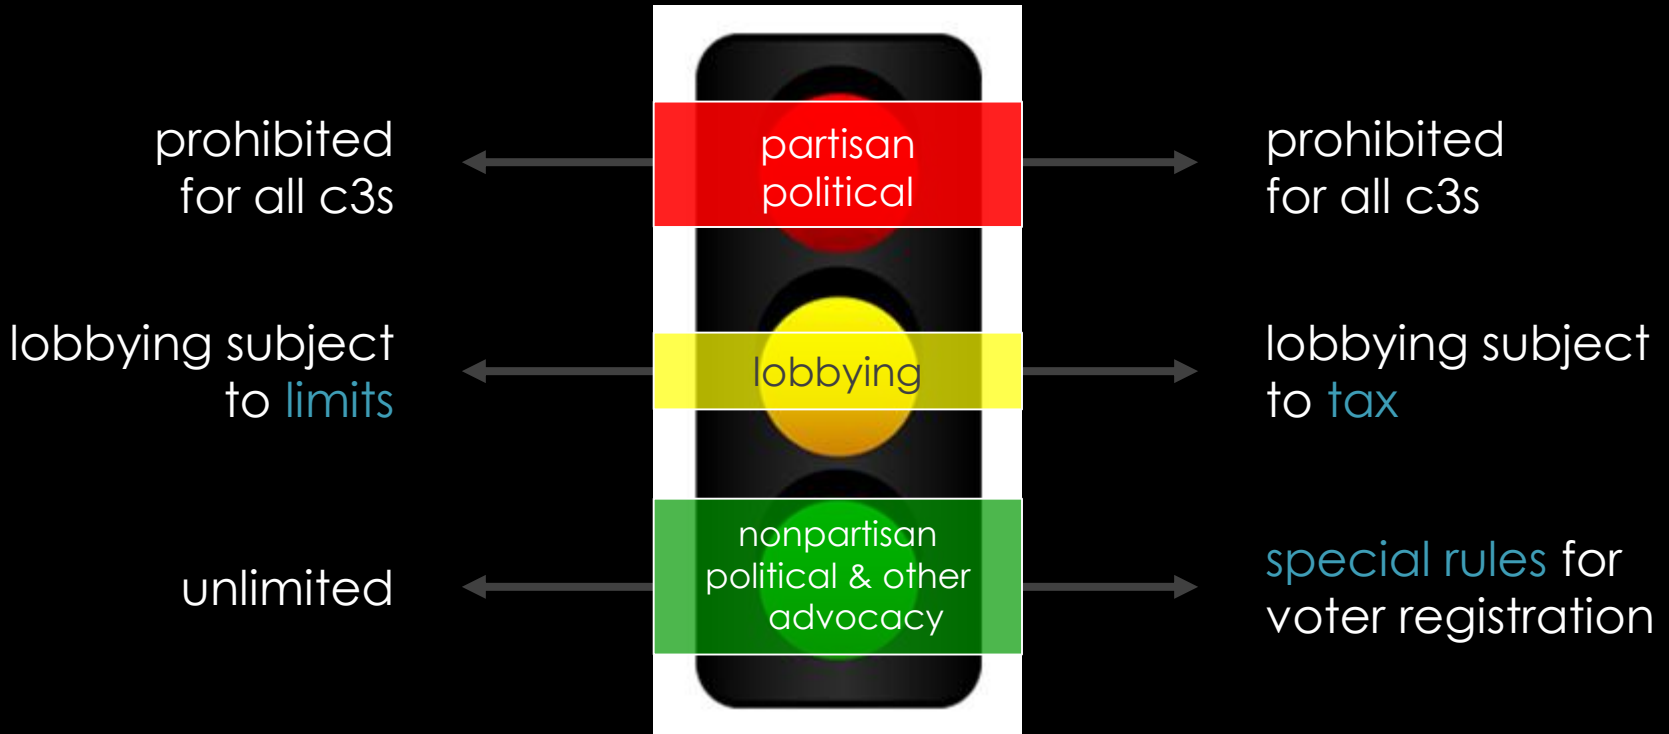 prohibited
for all c3s
partisan
political
prohibited
for all c3s
lobbying subject
to limits
lobbying
lobbying subject
to tax
unlimited
nonpartisan
political & other
advocacy
special rules for
voter registration